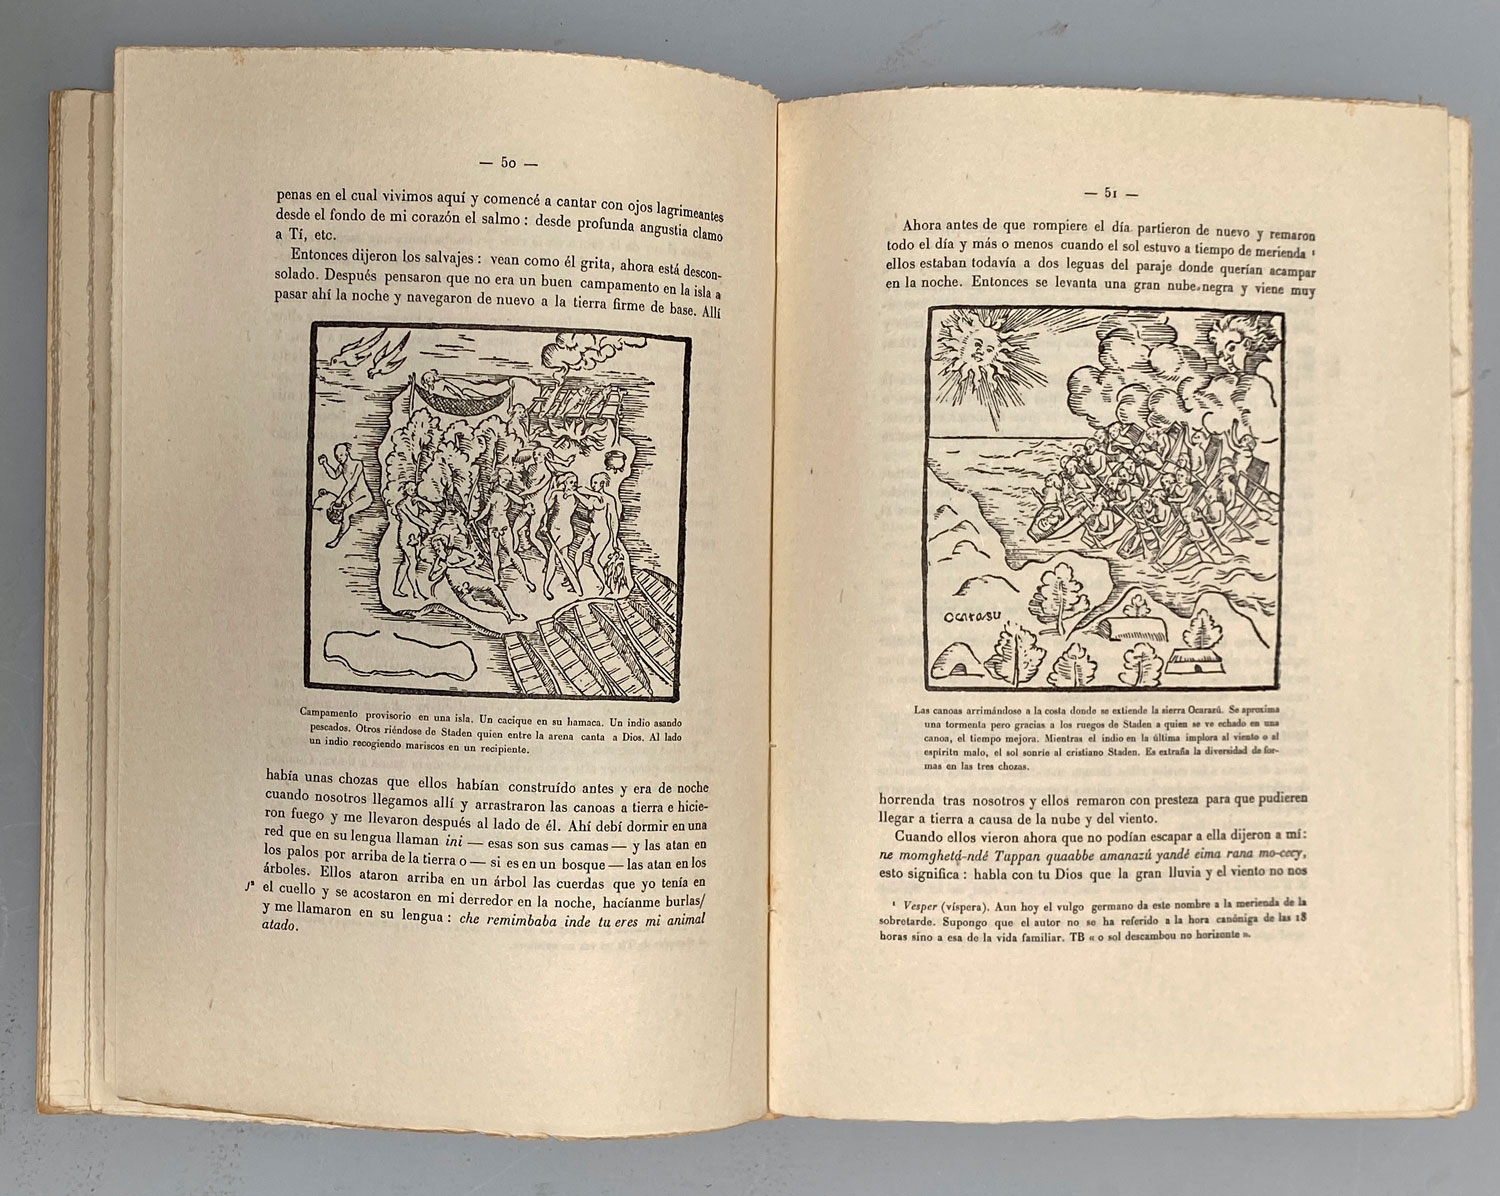 — 50 —
penas en el cual vivimos aquí y comencé a cantar con ojos lagrimeantes
desde el fondo de mi corazón el salmo : desde profunda angustia clamo
a Tí, etc.
Entonces dijeron los salvajes : vean como él grita, ahora está descon-
solado. Después pensaron que no era un buen campamento en la isla a
pasar ahí la noche y navegaron de nuevo a la tierra firme de base. Allí
Campamento provisorio en una isla. Un cacique en su hamaca. Un indio asando
pescados. Otros riéndose de Staden quien entre la arena canta a Dios. Al lado
un indio recogiendo mariscos en un recipiente.
había unas chozas que ellos habían construído antes y era de noche
cuando nosotros llegamos allí y arrastraron las canoas a tierra e hicie-
ron fuego y me llevaron después al lado de él. Ahí debí dormir en una
red que en su lengua llaman ini — esas son sus camas — y las atan en
los palos por arriba de la tierra o — si es en un bosque — las atan en los
árboles. Ellos ataron arriba en un árbol las cuerdas que yo tenía en
el cuello y se acostaron en mi derredor en la noche, hacíanme burlas/
y me llamaron en su lengua : che remimbaba inde tu eres mi animal
atado.
— 51 —
Ahora antes de que rompiere el día partieron de nuevo y remaron
todo el día y más o menos cuando el sol estuvo a tiempo de merienda ¹
ellos estaban todavía a dos leguas del paraje donde querían acampar
en la noche. Entonces se levanta una gran nube negra y viene muy
Ocarasu
Las canoas arrimándose a la costa donde se extiende la sierra Ocarazú. Se aproxima
una tormenta pero gracias a los ruegos de Staden a quien se ve echado en una
canoa, el tiempo mejora. Mientras el indio en la última implora al viento o al
espíritu malo, el sol sonríe al cristiano Staden. Es extraña la diversidad de for-
mas en las tres chozas.
horrenda tras nosotros y ellos remaron con presteza para que pudieren
llegar a tierra a causa de la nube y del viento.
Cuando ellos vieron ahora que no podían escapar a ella dijeron a mí:
ne momghetá-ndé Tuppan quaabbe amanazú yandé eima rana mo-cecy,
esto significa : habla con tu Dios que la gran lluvia y el viento no nos
¹ Vesper (víspera). Aun hoy el vulgo germano da este nombre a la merienda de la
sobretarde. Supongo que el autor no se ha referido a la hora canóniga de las 18
horas sino a esa de la vida familiar. TB « o sol descambou no horizonte ».